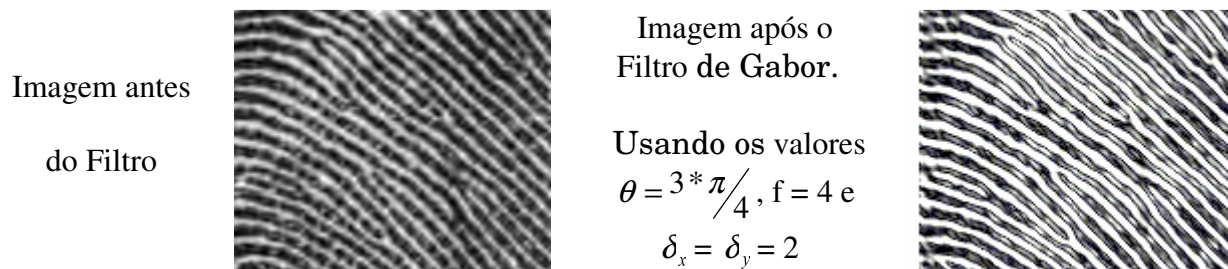 Imagem antes
do Filtro
Imagem após o
Filtro de Gabor.
Usando os valores
θ = 3 * π/4 , f = 4 e
δx = δy = 2